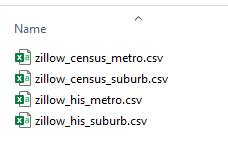 Name
zillow_census_metro.csv
zillow_census_suburb.csv
zillow_his_metro.csv
zillow_his_suburb.csv